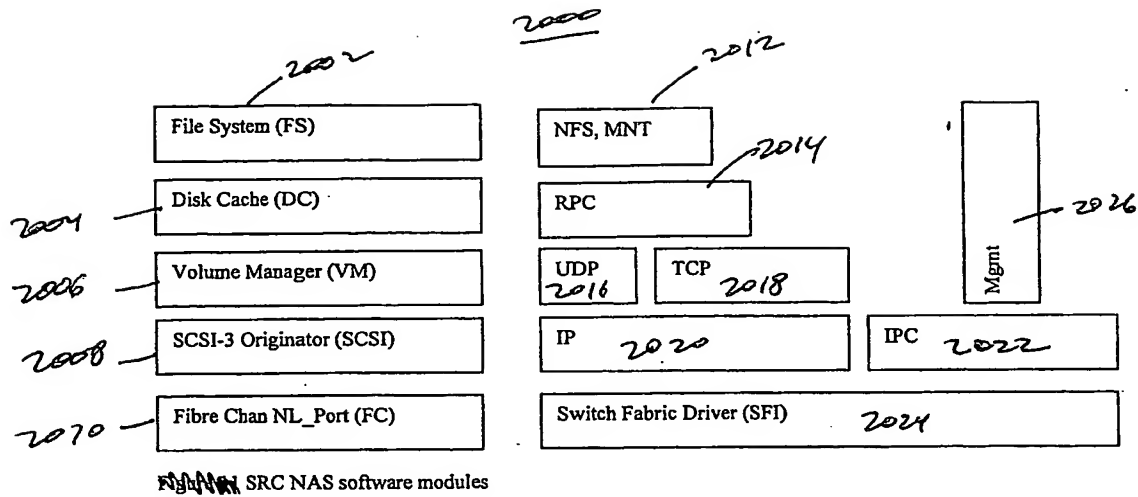 2000
2002
2012
File System (FS)
NFS, MNT
2014
Disk Cache (DC)
RPC
2004
2026
Volume Manager (VM)
UDP
2016
TCP
2018
Mgmt
2006
SCSI-3 Originator (SCSI)
IP 2020
IPC 2022
2008
Fibre Chan NL_Port (FC)
Switch Fabric Driver (SFI) 2024
2010
SRC NAS software modules